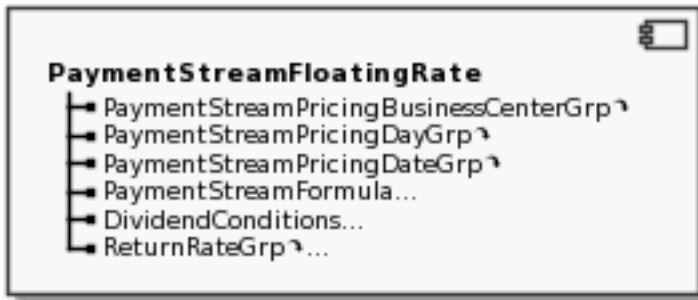 PaymentStreamFloatingRate
PaymentStreamPricingBusinessCenterGrp⤵
PaymentStreamPricingDayGrp⤵
PaymentStreamPricingDateGrp⤵
PaymentStreamFormula...
DividendConditions...
ReturnRateGrp⤵...